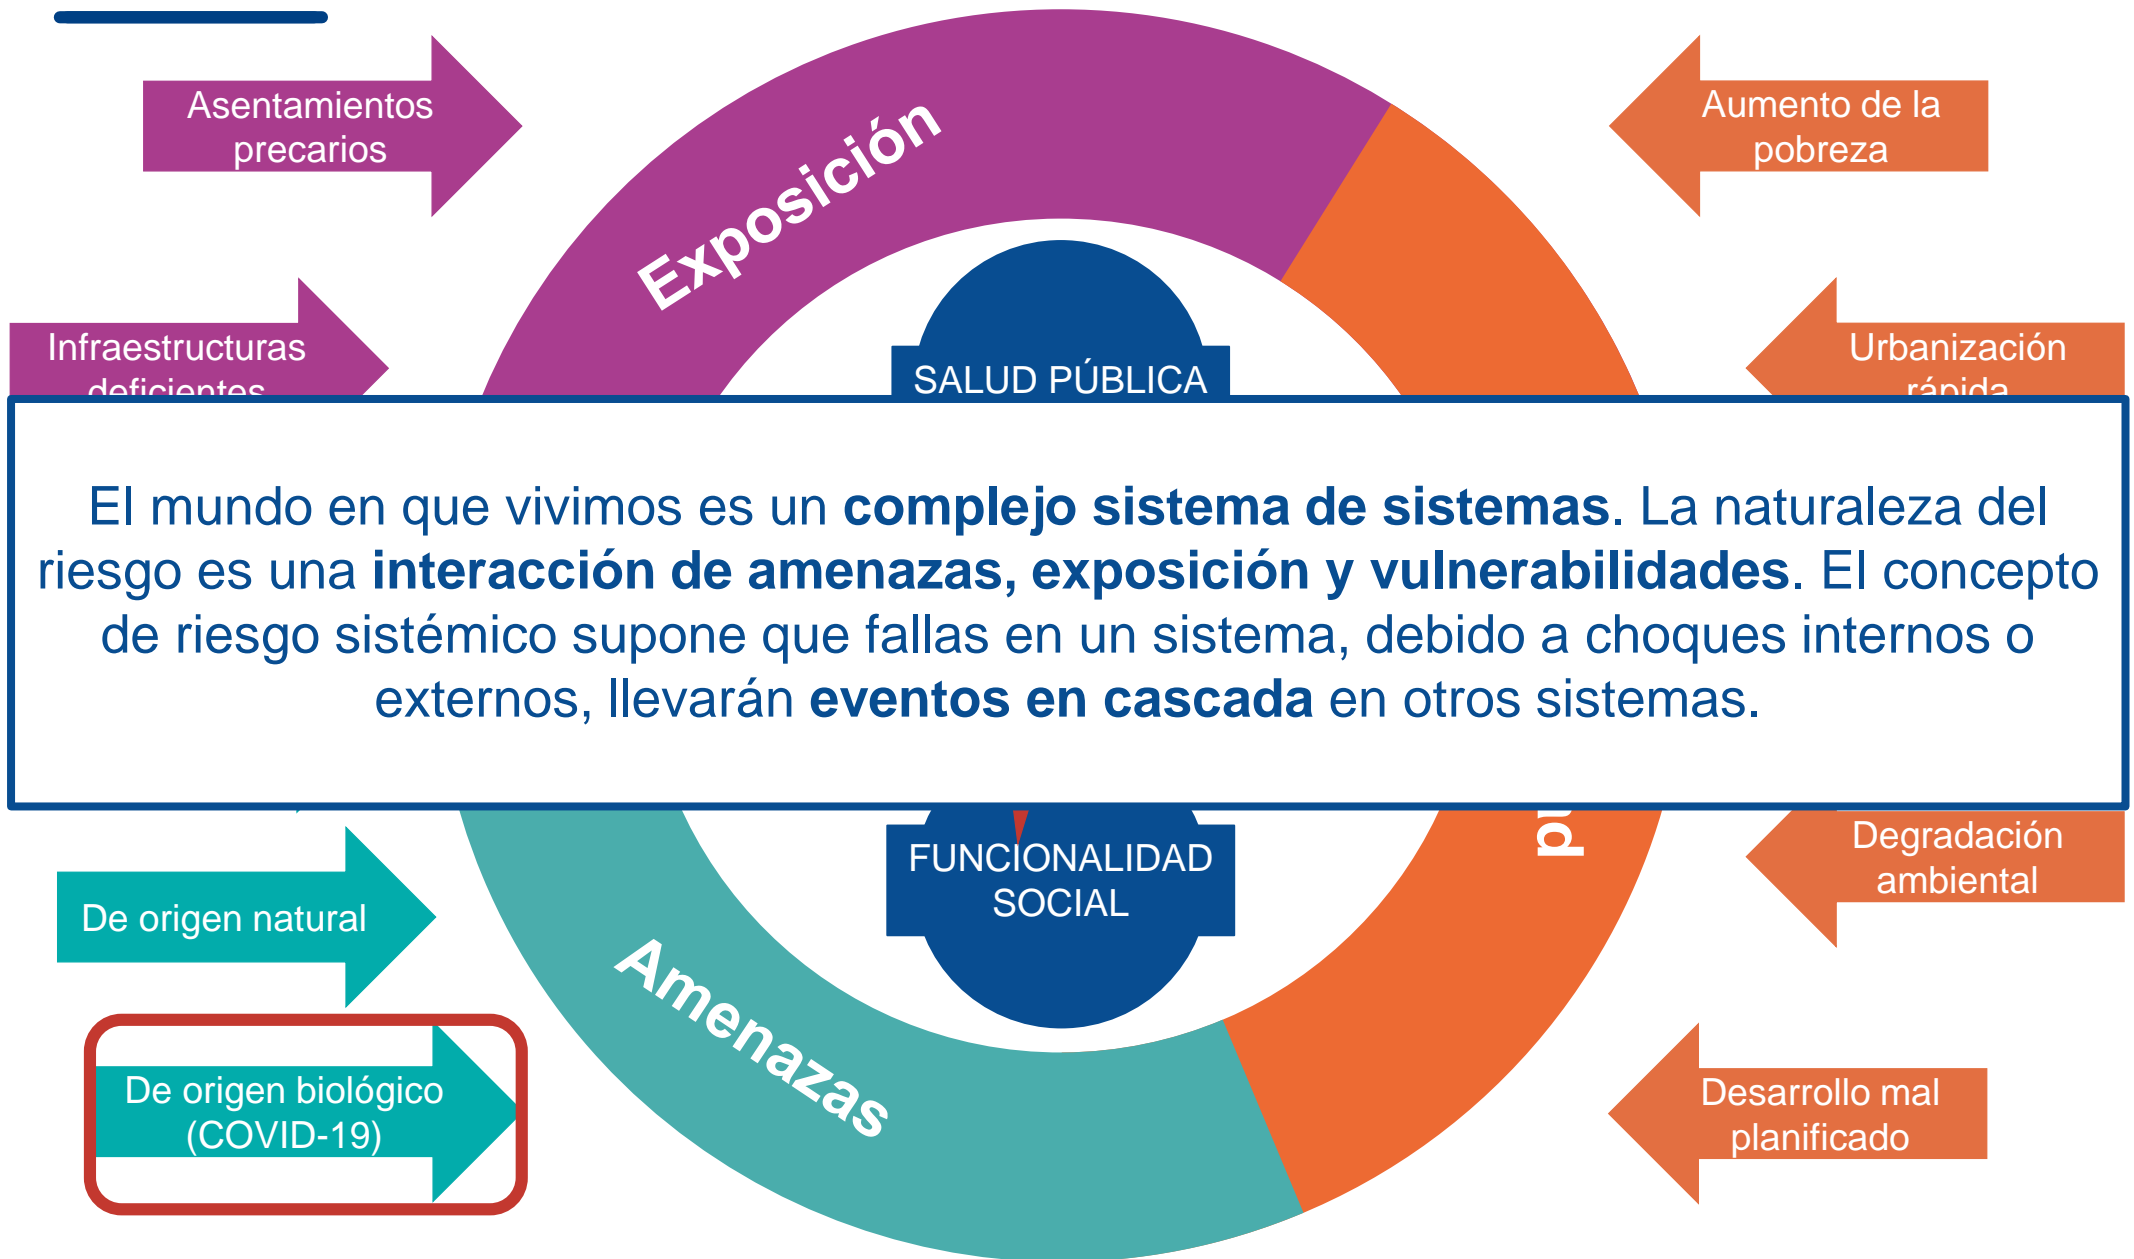 Asentamientos
precarios
Exposición
Aumento de la
pobreza
Infraestructuras
deficientes
SALUD PÚBLICA
Urbanización
rápida
El mundo en que vivimos es un complejo sistema de sistemas. La naturaleza del
riesgo es una interacción de amenazas, exposición y vulnerabilidades. El concepto
de riesgo sistémico supone que fallas en un sistema, debido a choques internos o
externos, llevarán eventos en cascada en otros sistemas.
FUNCIONALIDAD
SOCIAL
Degradación
ambiental
De origen natural
Amenazas
De origen biológico
(COVID-19)
Desarrollo mal
planificado